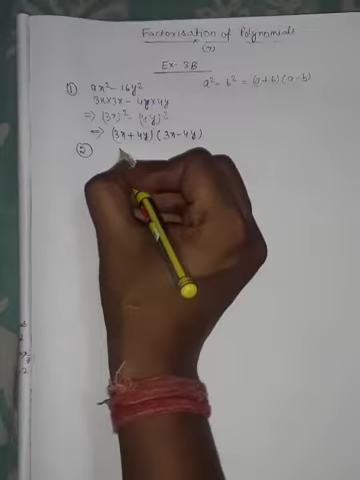 Factorisation of Polynomials
Ex- 3B
① 9x² - 16y²
a² - b² = (a+b) (a-b)
3x×3x - 4y×4y
⇒ (3x)² - (4y)²
⇒ (3x+4y) (3x-4y)
②